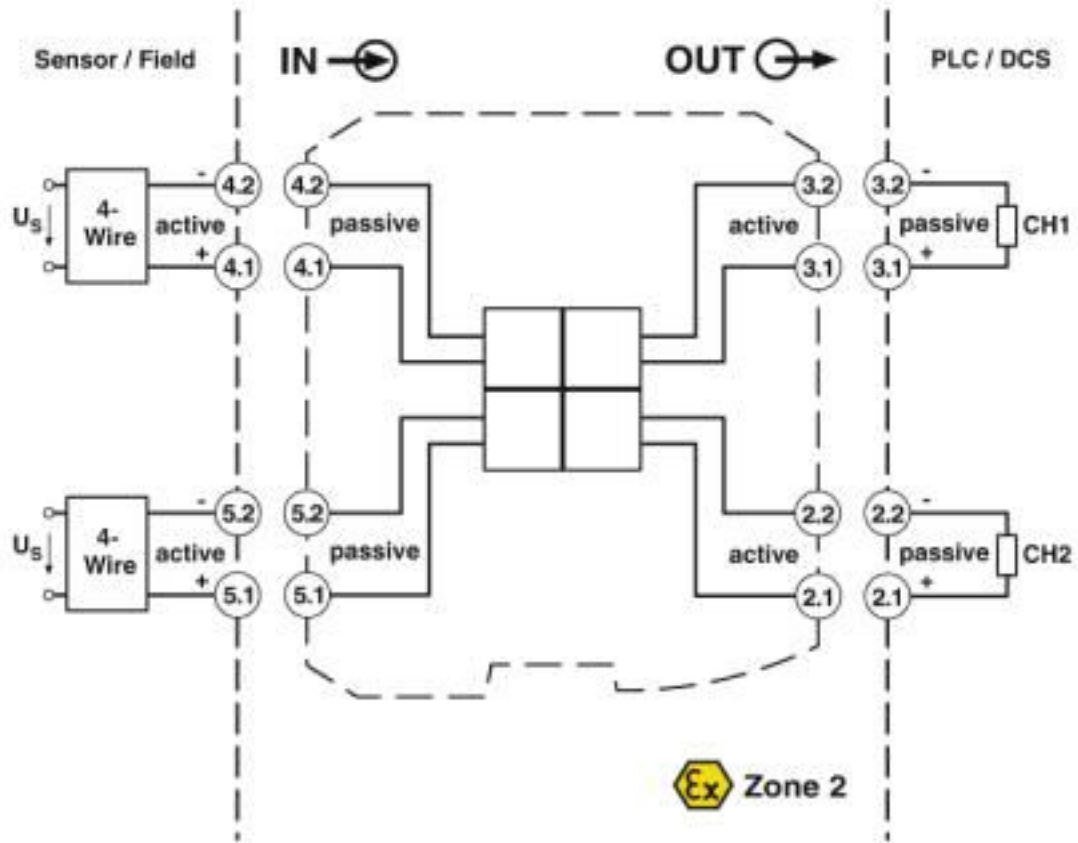 Sensor / Field
IN
OUT
PLC / DCS
-
4.2
4.2
3.2
3.2
-
US
4-
Wire
active
passive
active
passive
CH1
+
4.1
4.1
3.1
3.1
+
-
5.2
5.2
2.2
2.2
-
US
4-
Wire
active
passive
active
passive
CH2
+
5.1
5.1
2.1
2.1
+
Ex
Zone 2